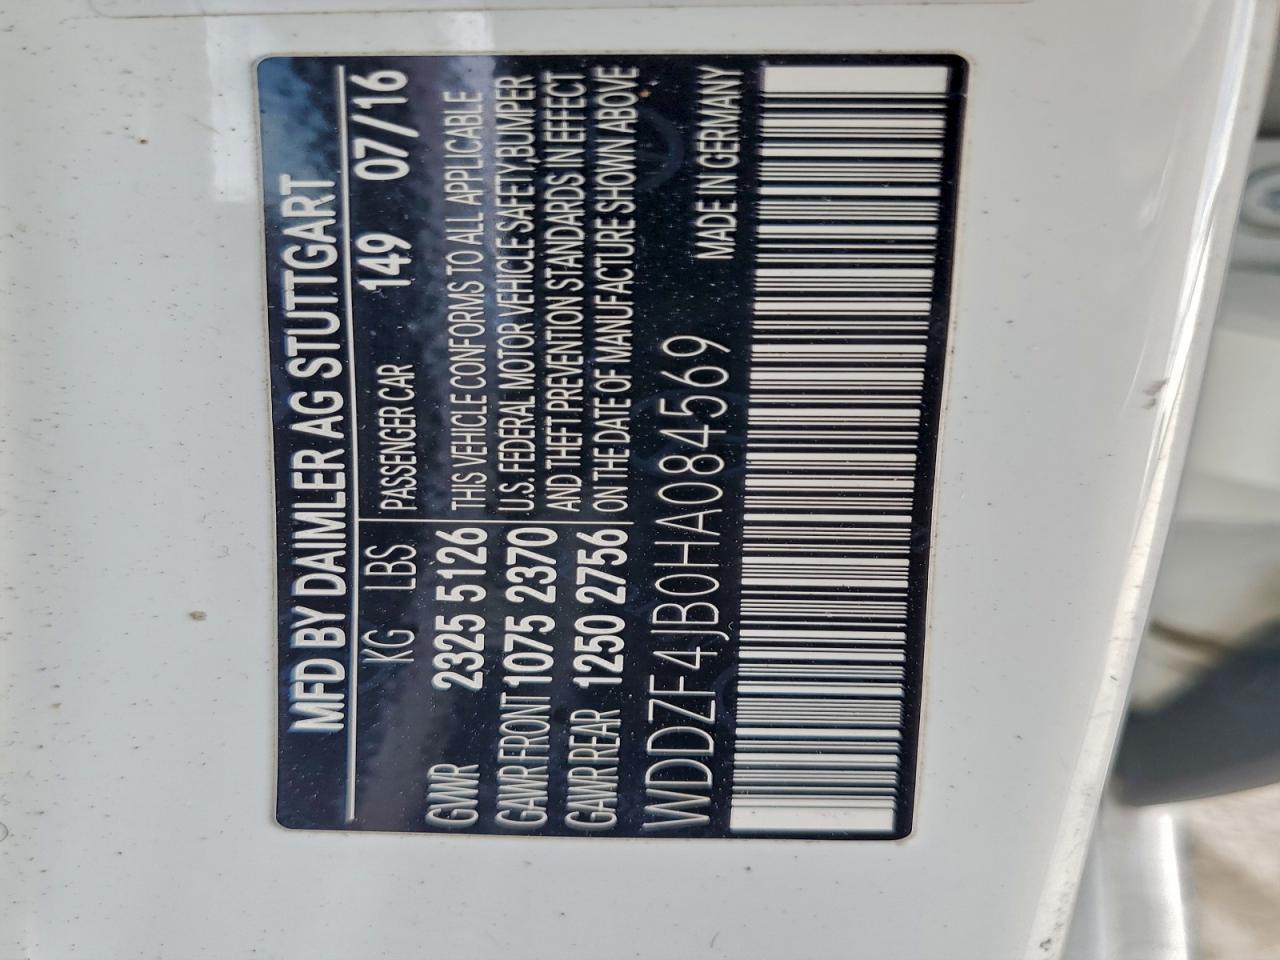 MFD BY DAIMLER AG STUTTGART
KG LBS PASSENGER CAR 149 07/16
GVWR 2325 5126 THIS VEHICLE CONFORMS TO ALL APPLICABLE
GAWR FRONT 1075 2370 U.S. FEDERAL MOTOR VEHICLE SAFETY,BUMPER
AND THEFT PREVENTION STANDARDS IN EFFECT
GAWR REAR 1250 2756 ON THE DATE OF MANUFACTURE SHOWN ABOVE
WDDZF4JB0HA084569 MADE IN GERMANY